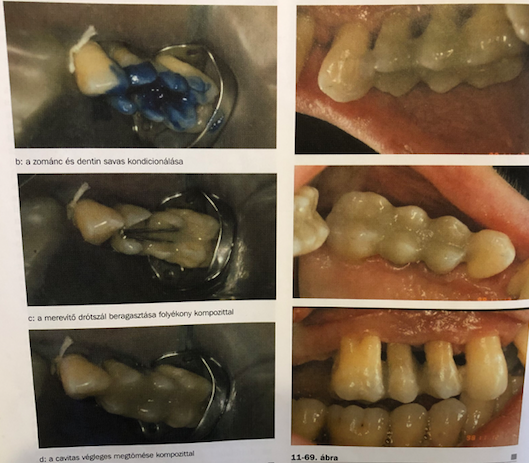 b: a zománc és dentin savas kondicionálása
c: a merevítő drótszál beragasztása folyékony kompozittal
d: a cavitas végleges megtömése kompozittal
11-69. ábra